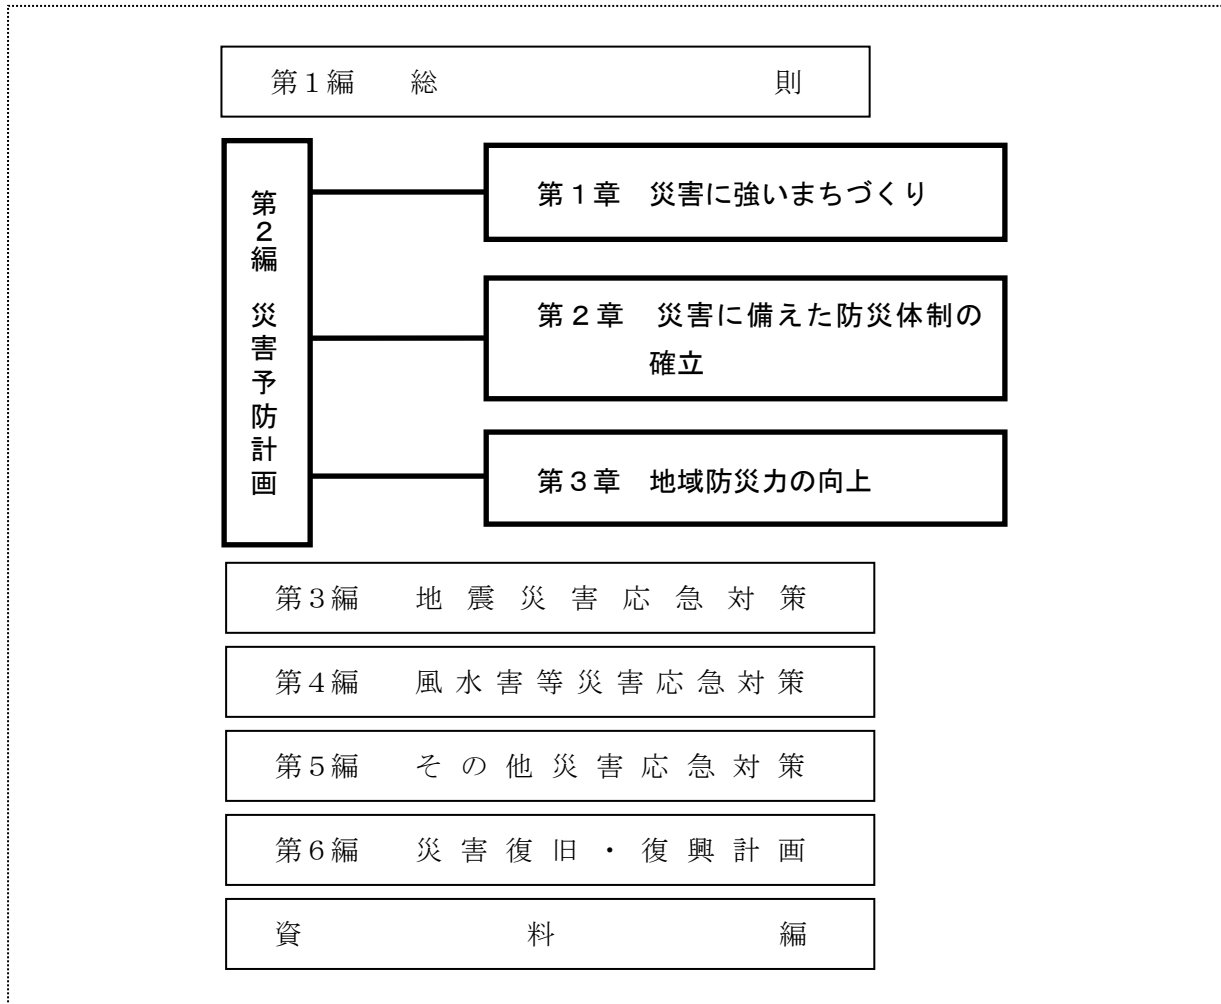 第１編　総　則
第２編　災害予防計画
第１章　災害に強いまちづくり
第２章　災害に備えた防災体制の
確立
第３章　地域防災力の向上
第３編　地震災害応急対策
第４編　風水害等災害応急対策
第５編　その他災害応急対策
第６編　災害復旧・復興計画
資料編